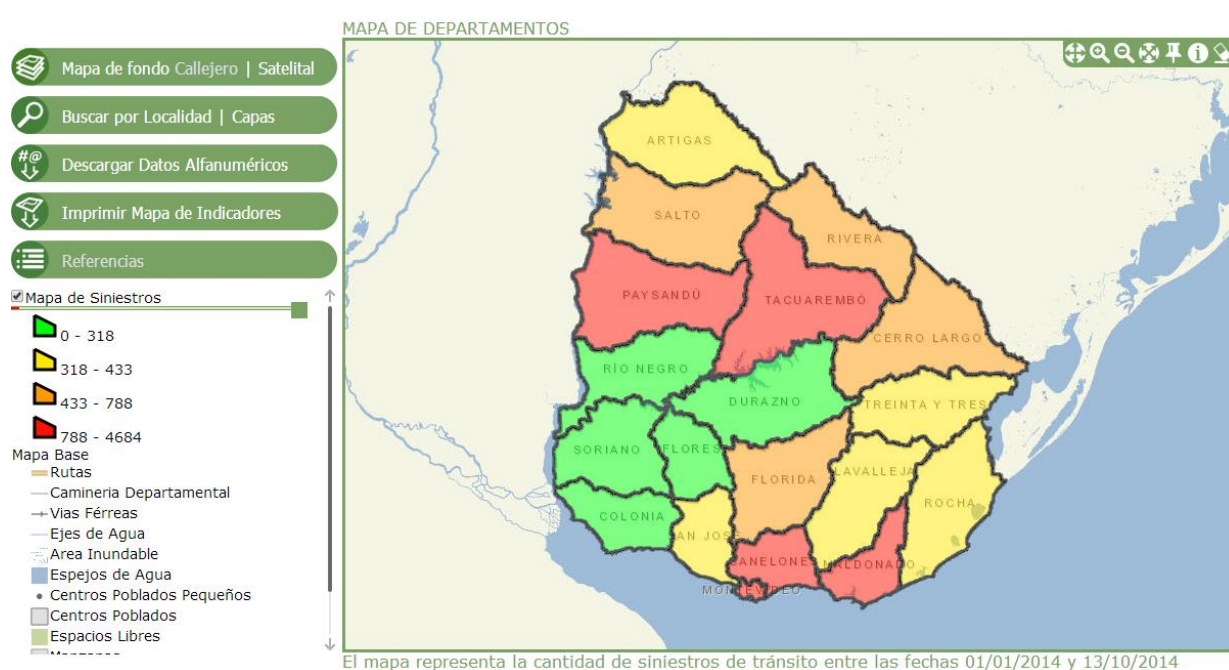 MAPA DE DEPARTAMENTOS
Mapa de fondo Callejero | Satelital
Buscar por Localidad | Capas
#@
Descargar Datos Alfanuméricos
Imprimir Mapa de Indicadores
Referencias
Mapa de Siniestros
0 - 318
318 - 433
433 - 788
788 - 4684
Mapa Base
Rutas
Camineria Departamental
Vias Férreas
Ejes de Agua
Area Inundable
Espejos de Agua
Centros Poblados Pequeños
Centros Poblados
Espacios Libres
ARTIGAS
SALTO
RIVERA
PAYSANDÚ
TACUAREMBÓ
CERRO LARGO
RÍO NEGRO
DURAZNO
TREINTA Y TRES
SORIANO
FLORES
FLORIDA
LAVALLEJA
ROCHA
COLONIA
SAN JOSÉ
CANELONES
MALDONADO
MONTEVIDEO
El mapa representa la cantidad de siniestros de tránsito entre las fechas 01/01/2014 y 13/10/2014